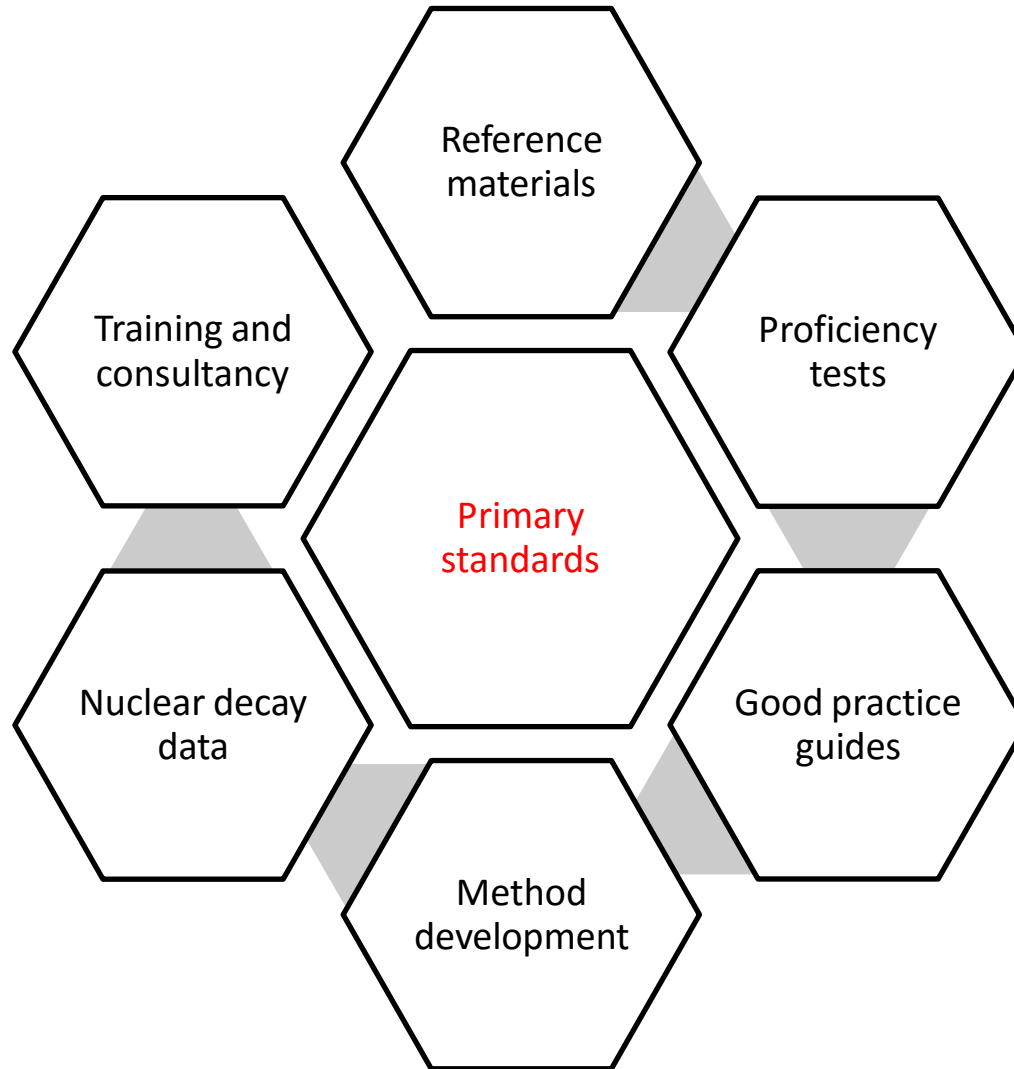 Reference
materials
Training and
consultancy
Proficiency
tests
Primary
standards
Nuclear decay
data
Good practice
guides
Method
development